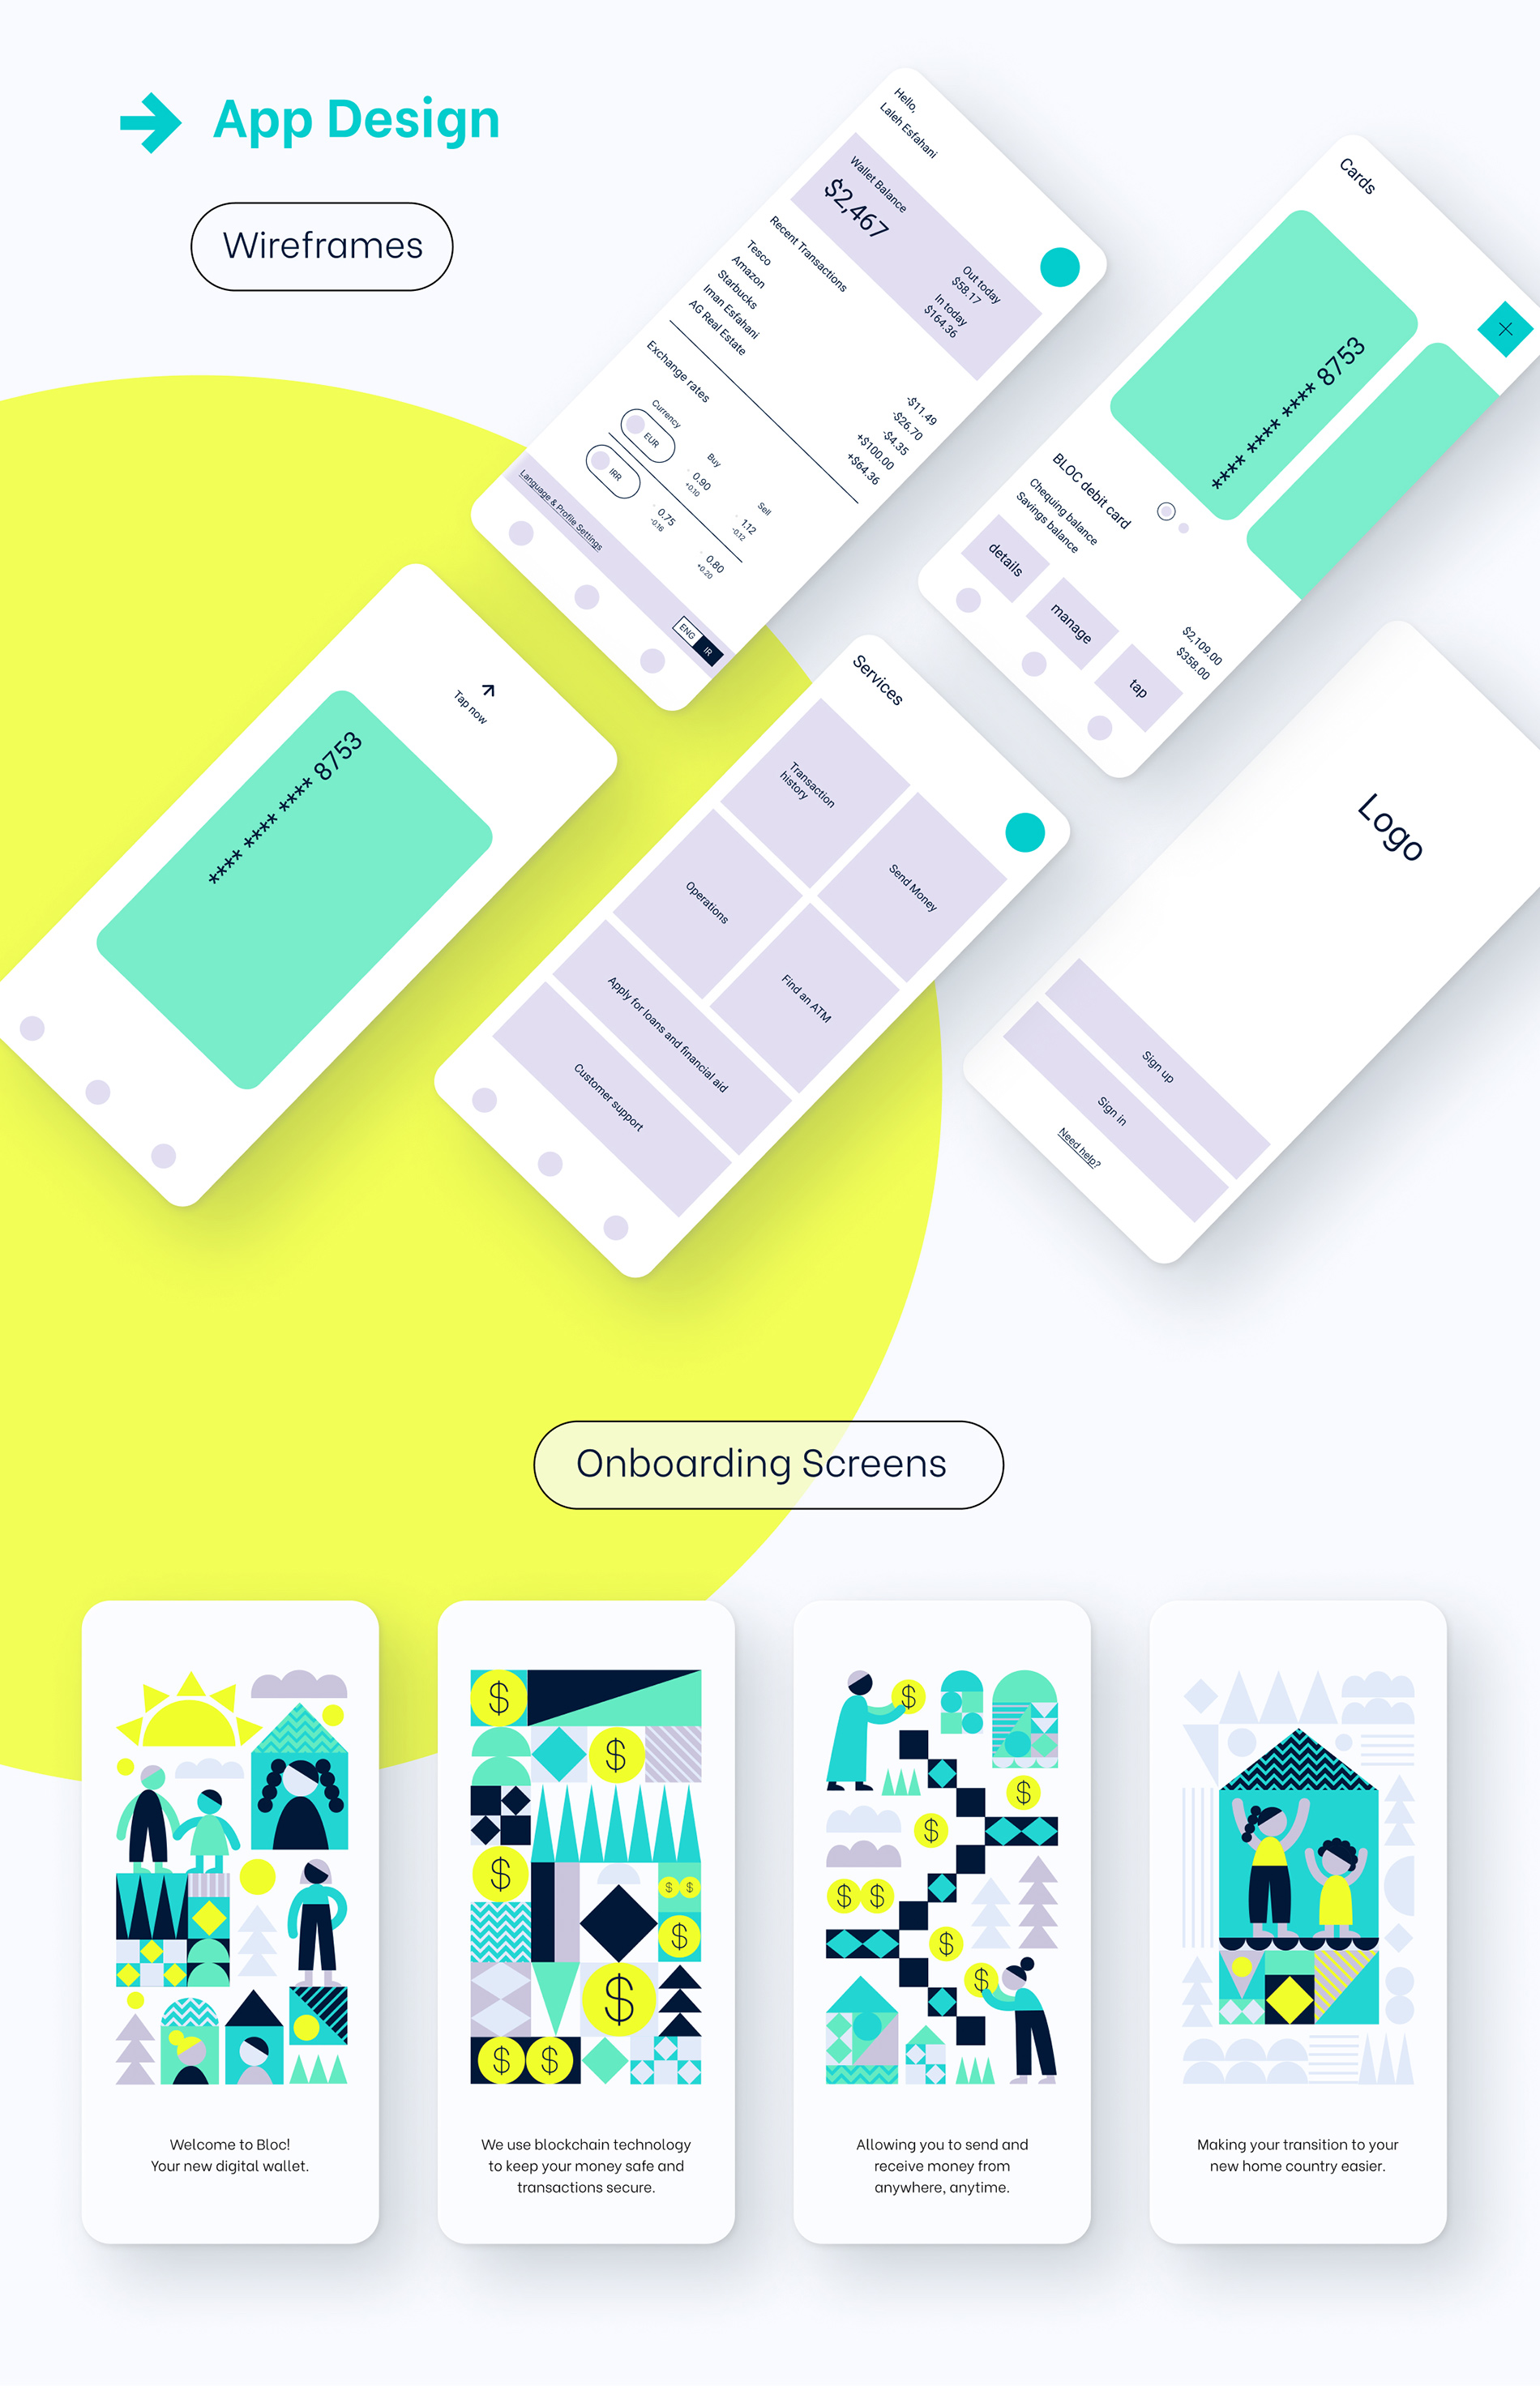 App Design
Wireframes
Hello,
Laleh Esfahani
Wallet Balance
$2,467
Out today
$58.17
In today
$164.36
Recent Transactions
Tesco -$11.49
Amazon -$26.70
Starbucks -$4.35
Iman Esfahani +$100.00
AG Real Estate +$64.36
Exchange rates
Currency Buy Sell
EUR 0.90 1.12
+0.10 -0.12
IRR 0.75 0.80
-0.16 +0.20
Language & Profile Settings ENG IR
Cards
**** **** **** 8753
BLOC debit card
Chequing balance $2,109.00
Savings balance $358.00
details manage tap
Tap now
**** **** **** 8753
Services
Transaction
history
Send Money
Operations
Find an ATM
Apply for loans and financial aid
Customer support
Logo
Sign up
Sign in
Need help?
Onboarding Screens
$
$
$
$ $
$
$
$
$ $
$
$
$
$ $
$
$
Welcome to Bloc!
Your new digital wallet.
We use blockchain technology
to keep your money safe and
transactions secure.
Allowing you to send and
receive money from
anywhere, anytime.
Making your transition to your
new home country easier.